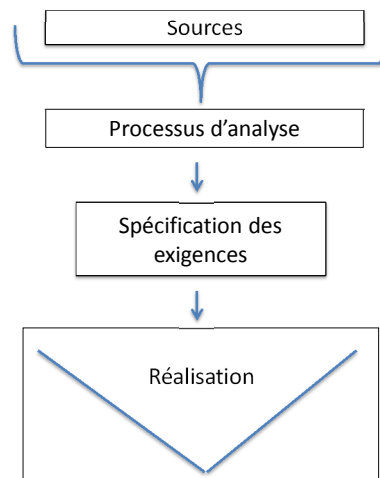 Sources
Processus d'analyse
Spécification des
exigences
Réalisation